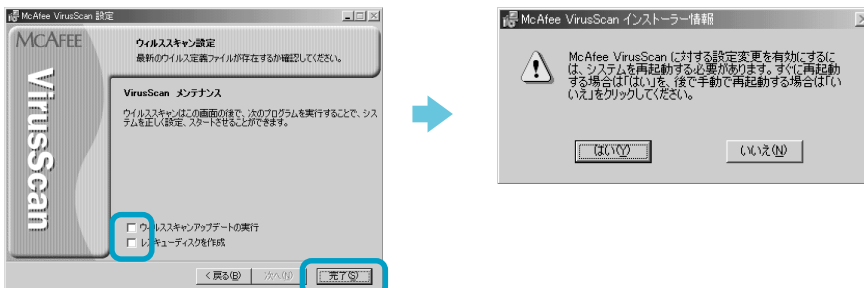 McAfee VirusScan 設定
MCAFEE
VirusScan
ウィルススキャン設定
最新のウイルス定義ファイルが存在するか確認してください。
VirusScan メンテナンス
ウイルススキャンはこの画面の後で、次のプログラムを実行することで、シス
テムを正しく設定、スタートさせることができます。
ウィルススキャンアップデートの実行
レスキューディスクを作成
< 戻る(B)
次へ(N)
完了(S)
McAfee VirusScan インストーラー情報
McAfee VirusScan に対する設定変更を有効にするに
は、システムを再起動する必要があります。すぐに再起動
する場合は「はい」を、後で手動で再起動する場合は「い
いえ」をクリックしてください。
はい(Y)
いいえ(N)